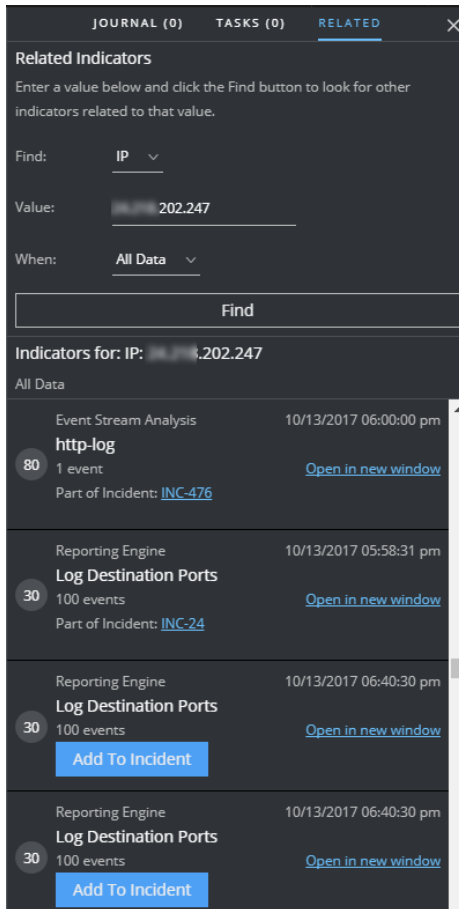 JOURNAL (0) TASKS (0) RELATED
Related Indicators
Enter a value below and click the Find button to look for other
indicators related to that value.
Find: IP
Value: .202.247
When: All Data
Find
Indicators for: IP: .202.247
All Data
Event Stream Analysis 10/13/2017 06:00:00 pm
http-log
80 1 event Open in new window
Part of Incident: INC-476
Reporting Engine 10/13/2017 05:58:31 pm
Log Destination Ports
30 100 events Open in new window
Part of Incident: INC-24
Reporting Engine 10/13/2017 06:40:30 pm
Log Destination Ports
30 100 events Open in new window
Add To Incident
Reporting Engine 10/13/2017 06:40:30 pm
Log Destination Ports
30 100 events Open in new window
Add To Incident